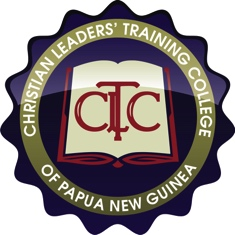 CHRISTIAN LEADERS' TRAINING COLLEGE
CLTC
OF PAPUA NEW GUINEA